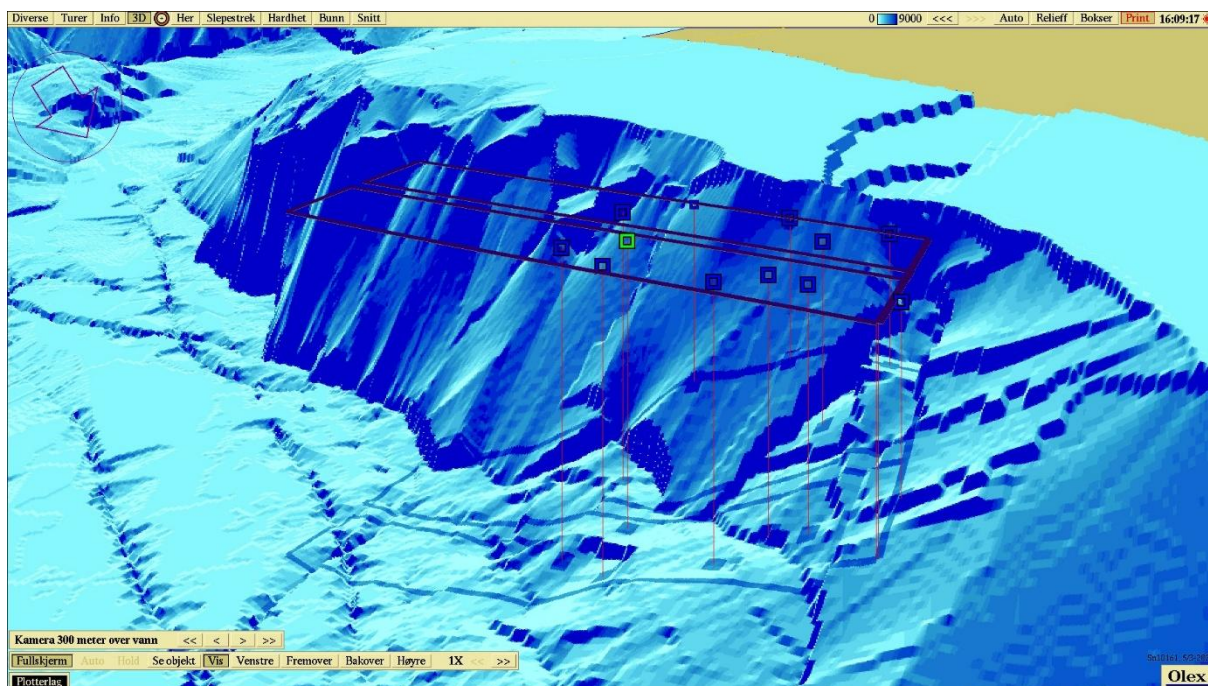 Diverse Turer Info 3D Her Slepestrek Hardhet Bunn Snitt 0 9000 <<< >>> Auto Relieff Bokser Print 16:09:17
Kamera 300 meter over vann << < > >>
Fullskjerm Auto Hold Se objekt Vis Venstre Fremover Bakover Høyre 1X << >>
Plotterlag Olex